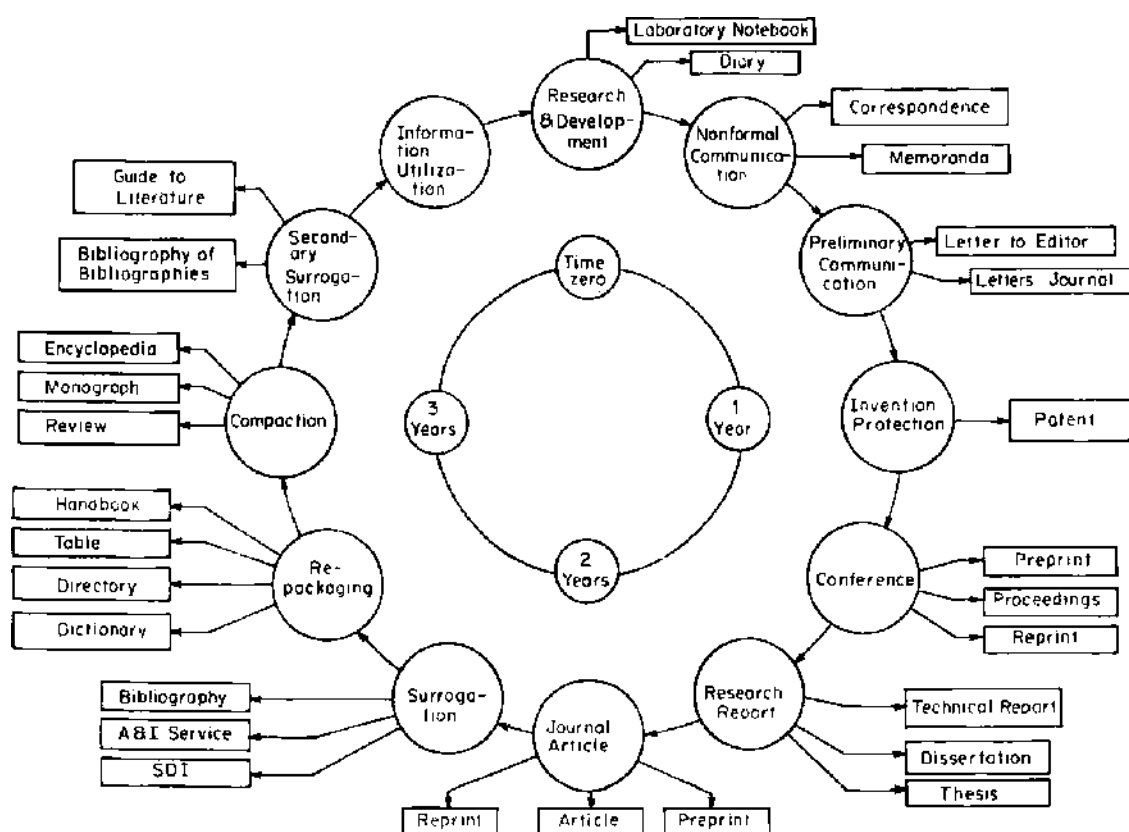 Laboratory Notebook
Diary
Research
& Develop-
ment
Nonformal
Communica-
tion
Correspondence
Memoranda
Preliminary
Communi-
cation
Letter to Editor
Letters Journal
Invention
Protection
Patent
Conference
Preprint
Proceedings
Reprint
Research
Report
Technical Report
Dissertation
Thesis
Journal
Article
Reprint
Article
Preprint
Surroga-
tion
Bibliography
A&I Service
SDI
Re-
packaging
Handbook
Table
Directory
Dictionary
Compaction
Encyclopedia
Monograph
Review
Second-
ary
Surroga-
tion
Guide to
Literature
Bibliography of
Bibliographies
Informa-
tion
Utiliza-
tion
Time
zero
1
Year
2
Years
3
Years